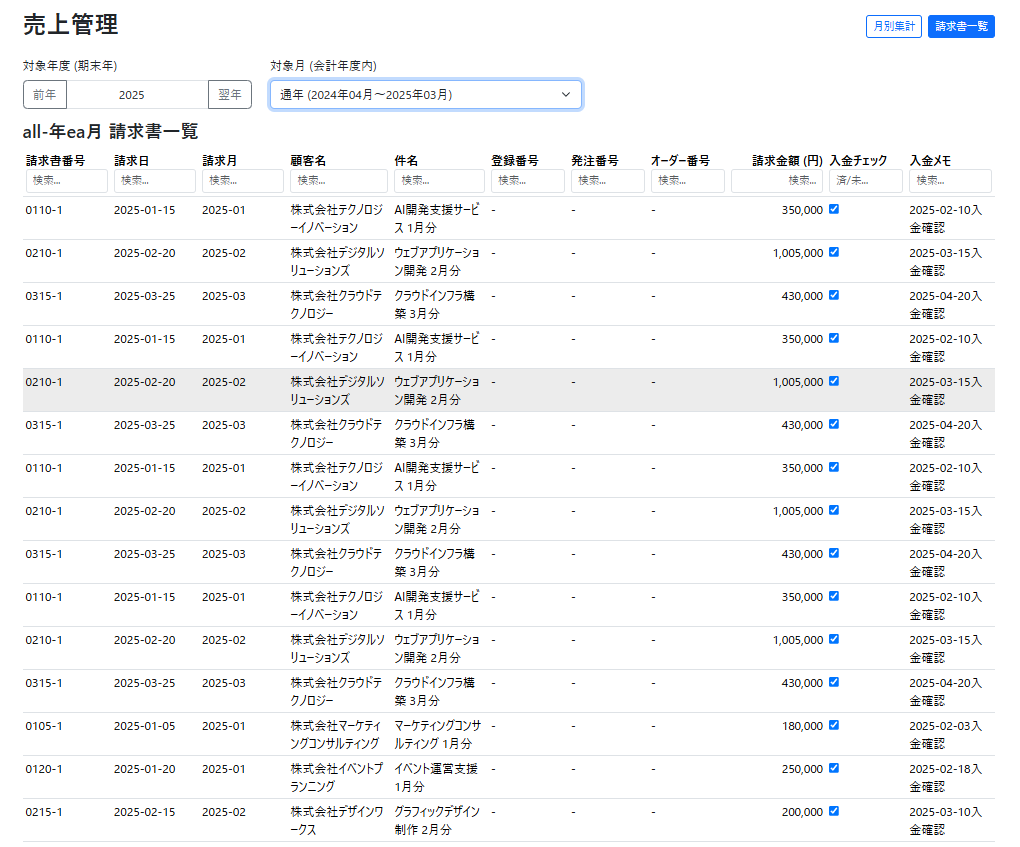 売上管理
月別集計 請求書一覧
対象年度 (期末年) 対象月 (会計年度内)
前年 2025 翌年 通年 (2024年04月〜2025年03月)
all-年ea月 請求書一覧
請求書番号 請求日 請求月 顧客名 件名 登録番号 発注番号 オーダー番号 請求金額 (円) 入金チェック 入金メモ
検索... 検索... 検索... 検索... 検索... 検索... 検索... 検索... 検索... 済/未... 検索...
0110-1 2025-01-15 2025-01 株式会社テクノロジ AI開発支援サービ - - - 350,000 2025-02-10入
ーイノベーション ス 1月分 金確認
0210-1 2025-02-20 2025-02 株式会社デジタルソ ウェブアプリケーショ - - - 1,005,000 2025-03-15入
リューションズ ン開発 2月分 金確認
0315-1 2025-03-25 2025-03 株式会社クラウドテ クラウドインフラ構 - - - 430,000 2025-04-20入
クノロジー 築 3月分 金確認
0110-1 2025-01-15 2025-01 株式会社テクノロジ AI開発支援サービ - - - 350,000 2025-02-10入
ーイノベーション ス 1月分 金確認
0210-1 2025-02-20 2025-02 株式会社デジタルソ ウェブアプリケーショ - - - 1,005,000 2025-03-15入
リューションズ ン開発 2月分 金確認
0315-1 2025-03-25 2025-03 株式会社クラウドテ クラウドインフラ構 - - - 430,000 2025-04-20入
クノロジー 築 3月分 金確認
0110-1 2025-01-15 2025-01 株式会社テクノロジ AI開発支援サービ - - - 350,000 2025-02-10入
ーイノベーション ス 1月分 金確認
0210-1 2025-02-20 2025-02 株式会社デジタルソ ウェブアプリケーショ - - - 1,005,000 2025-03-15入
リューションズ ン開発 2月分 金確認
0315-1 2025-03-25 2025-03 株式会社クラウドテ クラウドインフラ構 - - - 430,000 2025-04-20入
クノロジー 築 3月分 金確認
0110-1 2025-01-15 2025-01 株式会社テクノロジ AI開発支援サービ - - - 350,000 2025-02-10入
ーイノベーション ス 1月分 金確認
0210-1 2025-02-20 2025-02 株式会社デジタルソ ウェブアプリケーショ - - - 1,005,000 2025-03-15入
リューションズ ン開発 2月分 金確認
0315-1 2025-03-25 2025-03 株式会社クラウドテ クラウドインフラ構 - - - 430,000 2025-04-20入
クノロジー 築 3月分 金確認
0105-1 2025-01-05 2025-01 株式会社マーケティ マーケティングコンサ - - - 180,000 2025-02-03入
ングコンサルティング ルティング 1月分 金確認
0120-1 2025-01-20 2025-01 株式会社イベントプ イベント運営支援 - - - 250,000 2025-02-18入
ランニング 1月分 金確認
0215-1 2025-02-15 2025-02 株式会社デザインワ グラフィックデザイン - - - 200,000 2025-03-10入
ークス 制作 2月分 金確認